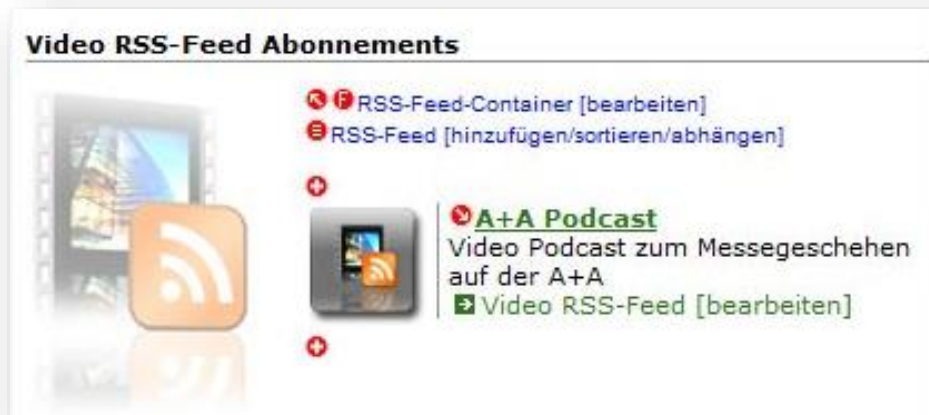 Video RSS-Feed Abonnements
F RSS-Feed-Container [bearbeiten]
RSS-Feed [hinzufügen/sortieren/abhängen]
A+A Podcast
Video Podcast zum Messegeschehen
auf der A+A
Video RSS-Feed [bearbeiten]